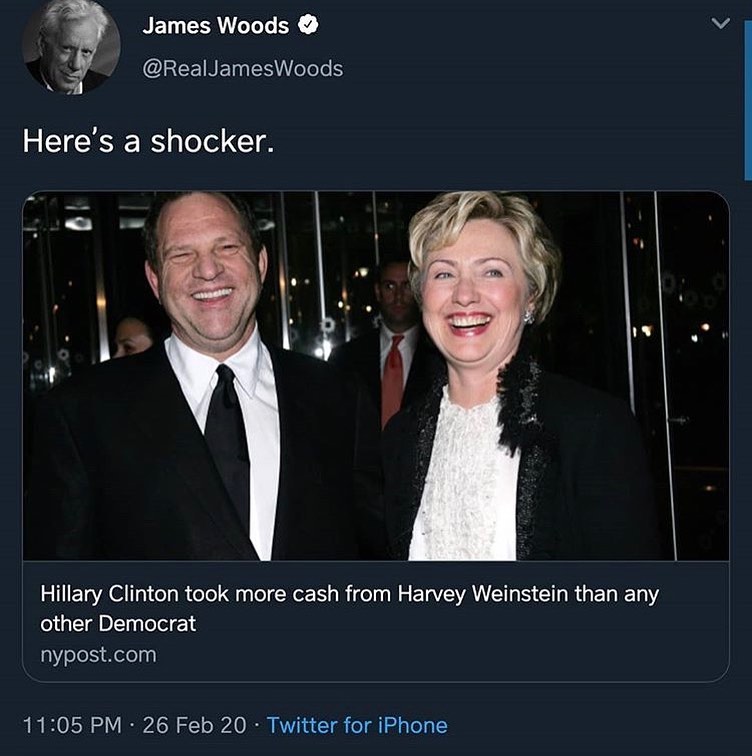 James Woods
@RealJamesWoods
Here's a shocker.
Hillary Clinton took more cash from Harvey Weinstein than any
other Democrat
nypost.com
11:05 PM · 26 Feb 20 · Twitter for iPhone